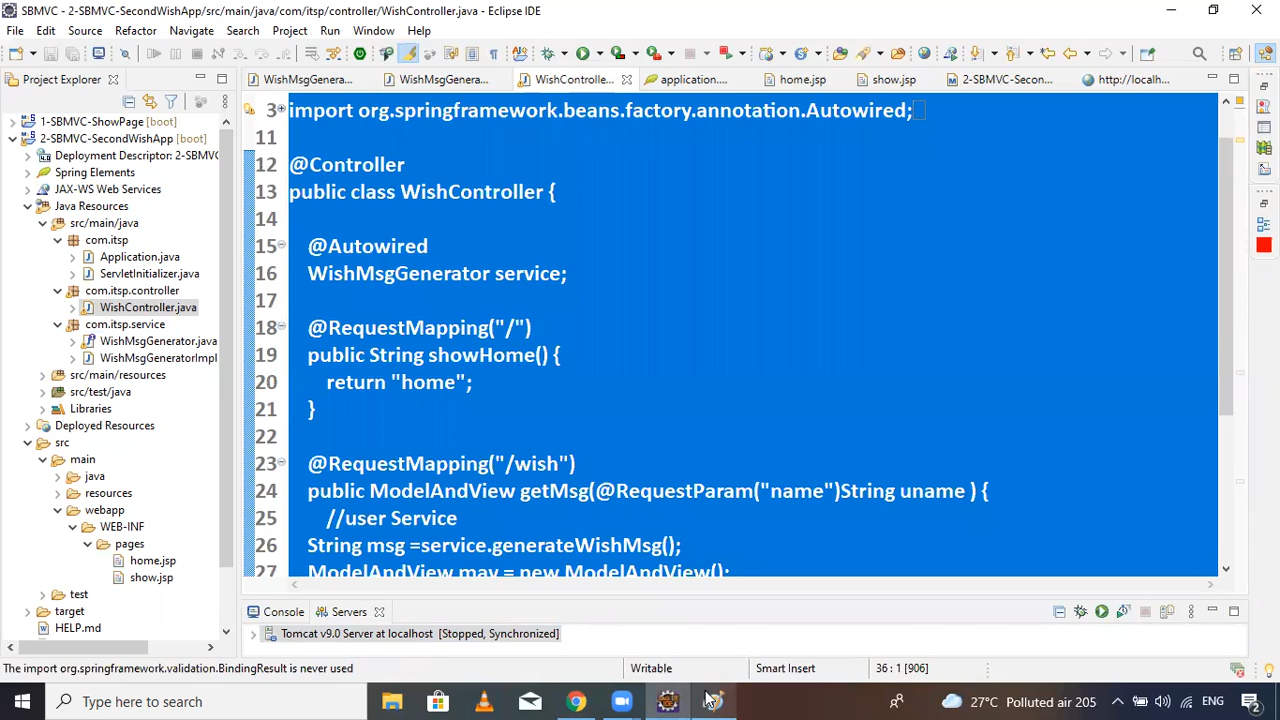 SBMVC - 2-SBMVC-SecondWishApp/src/main/java/com/itsp/controller/WishController.java - Eclipse IDE
File Edit Source Refactor Navigate Search Project Run Window Help
Project Explorer
WishMsgGenera...
WishMsgGenera...
WishControlle...
application....
home.jsp
show.jsp
2-SBMVC-Secon...
http://localh...
1-SBMVC-ShowPage [boot]
2-SBMVC-SecondWishApp [boot]
Deployment Descriptor: 2-SBMVC
Spring Elements
JAX-WS Web Services
Java Resources
src/main/java
com.itsp
Application.java
ServletInitializer.java
com.itsp.controller
WishController.java
com.itsp.service
WishMsgGenerator.java
WishMsgGeneratorImpl
src/main/resources
src/test/java
Libraries
Deployed Resources
src
main
java
resources
webapp
WEB-INF
pages
home.jsp
show.jsp
test
target
HELP.md
3 import org.springframework.beans.factory.annotation.Autowired;
11
12 @Controller
13 public class WishController {
14
15 @Autowired
16 WishMsgGenerator service;
17
18 @RequestMapping("/")
19 public String showHome() {
20 return "home";
21 }
22
23 @RequestMapping("/wish")
24 public ModelAndView getMsg(@RequestParam("name")String uname ) {
25 //user Service
26 String msg =service.generateWishMsg();
27 ModelAndView mav = new ModelAndView();
Console Servers
Tomcat v9.0 Server at localhost [Stopped, Synchronized]
The import org.springframework.validation.BindingResult is never used
Writable
Smart Insert
36 : 1 [906]
Type here to search
27°C Polluted air 205
ENG
2